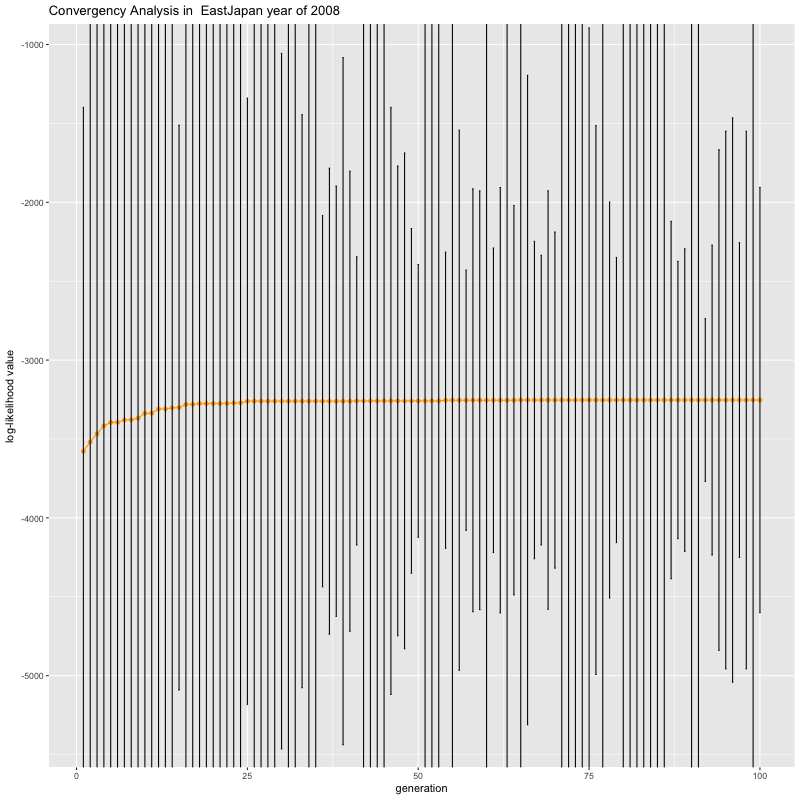 Convergency Analysis in  EastJapan year of 2008
log-likelihood value
-1000
-2000
-3000
-4000
-5000
0 25 50 75 100
generation